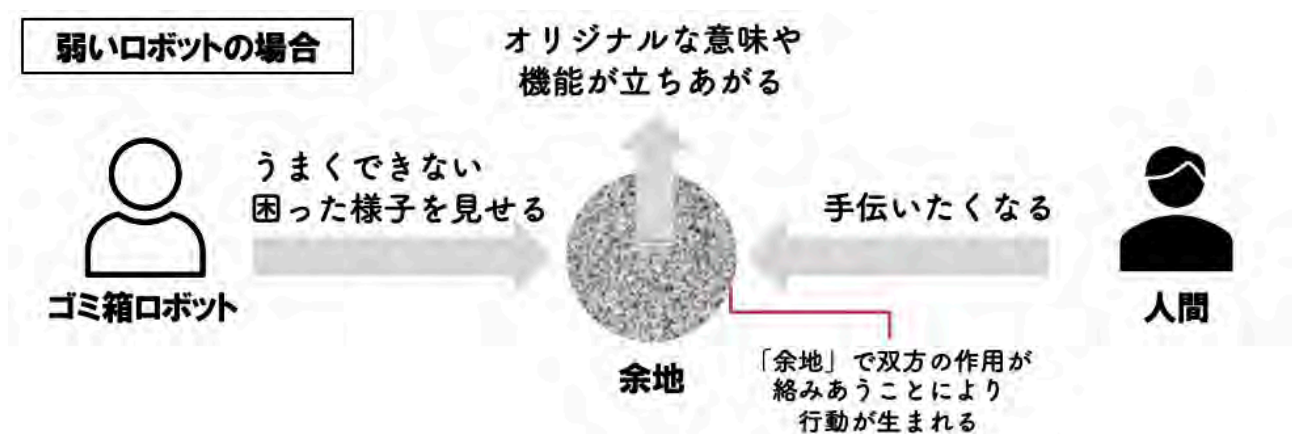 弱いロボットの場合
オリジナルな意味や
機能が立ちあがる
うまくできない
困った様子を見せる
手伝いたくなる
ゴミ箱ロボット
人間
余地
「余地」で双方の作用が
絡みあうことにより
行動が生まれる